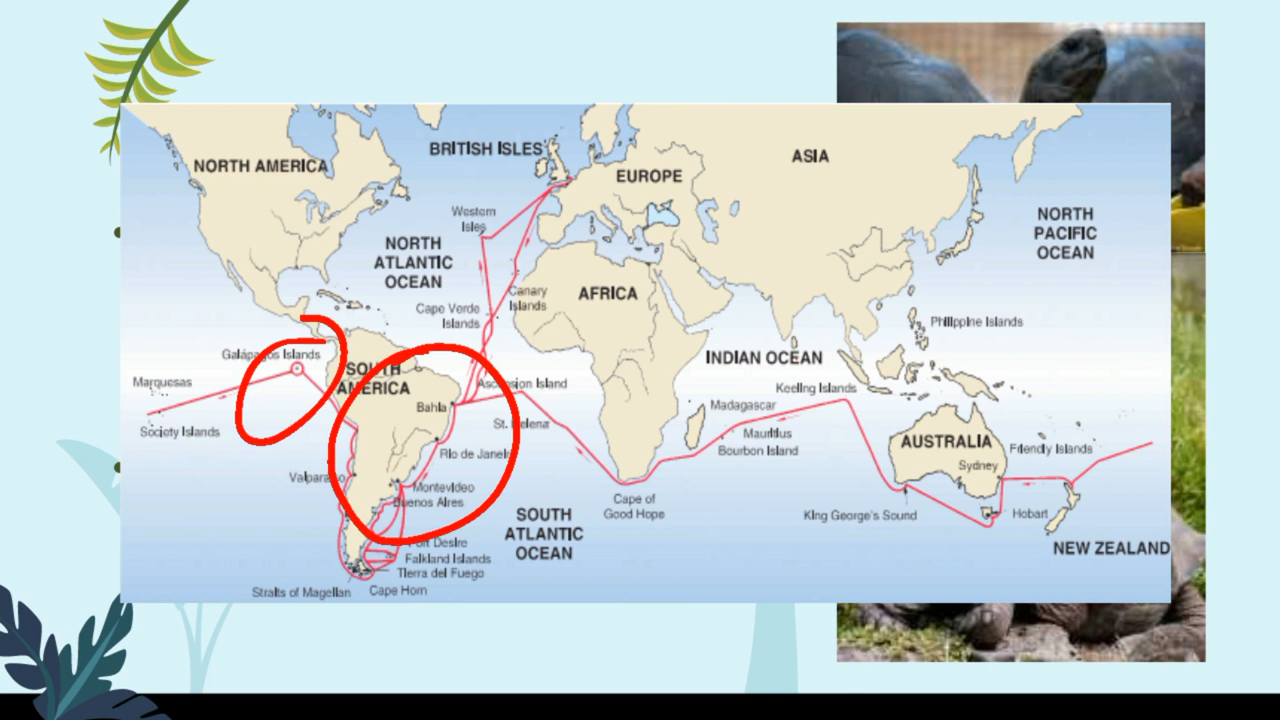 NORTH AMERICA
BRITISH ISLES
EUROPE
ASIA
Western
Isles
NORTH
ATLANTIC
OCEAN
NORTH
PACIFIC
OCEAN
Canary
Islands
AFRICA
Cape Verde
Islands
Philippine Islands
Galápagos Islands
SOUTH
AMERICA
INDIAN OCEAN
Marquesas
Ascension Island
Keeling Islands
Bahia
Madagascar
Society Islands
St. Helena
Mauritius
Bourbon Island
AUSTRALIA
Friendly Islands
Rio de Janeiro
Sydney
Valparaiso
Montevideo
Buenos Aires
Cape of
Good Hope
SOUTH
ATLANTIC
OCEAN
King George's Sound
Hobart
Port Desire
Falkland Islands
Tierra del Fuego
NEW ZEALAND
Straits of Magellan
Cape Horn